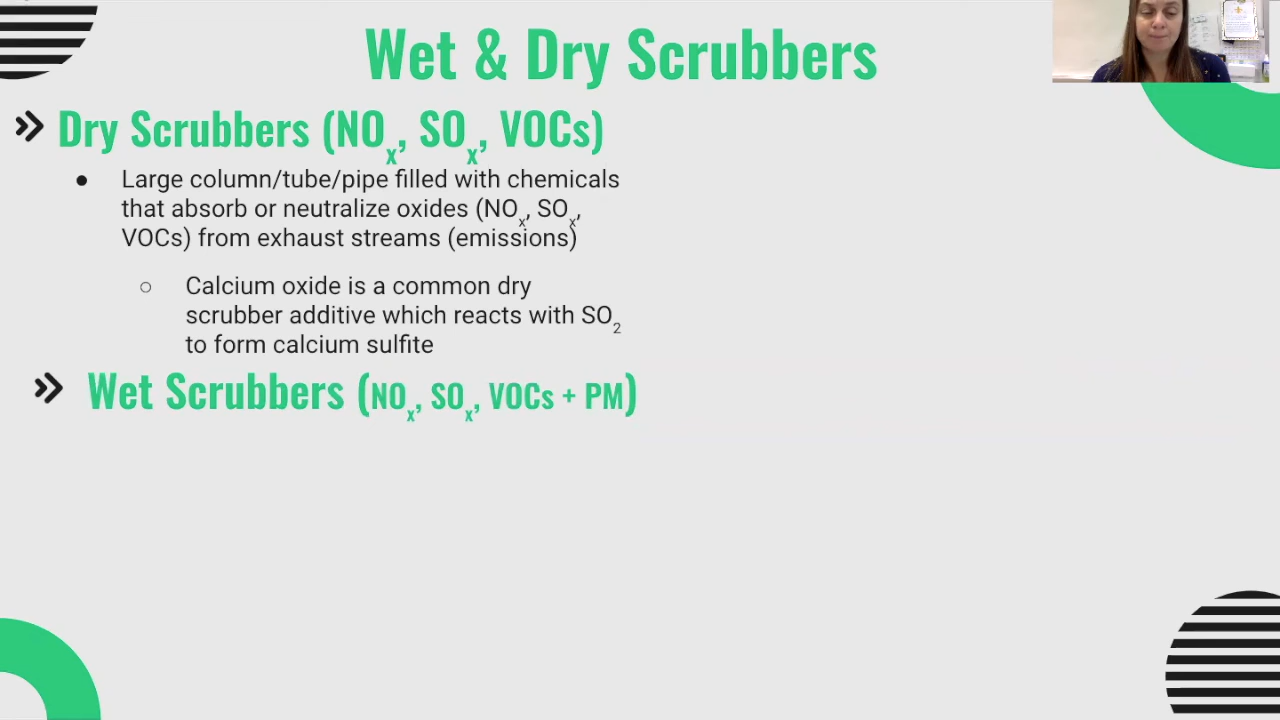 Wet & Dry Scrubbers
Dry Scrubbers (NOx, SOx, VOCs)
Large column/tube/pipe filled with chemicals
that absorb or neutralize oxides (NOx, SOx,
VOCs) from exhaust streams (emissions)
Calcium oxide is a common dry
scrubber additive which reacts with SO2
to form calcium sulfite
Wet Scrubbers (NOx, SOx, VOCs + PM)